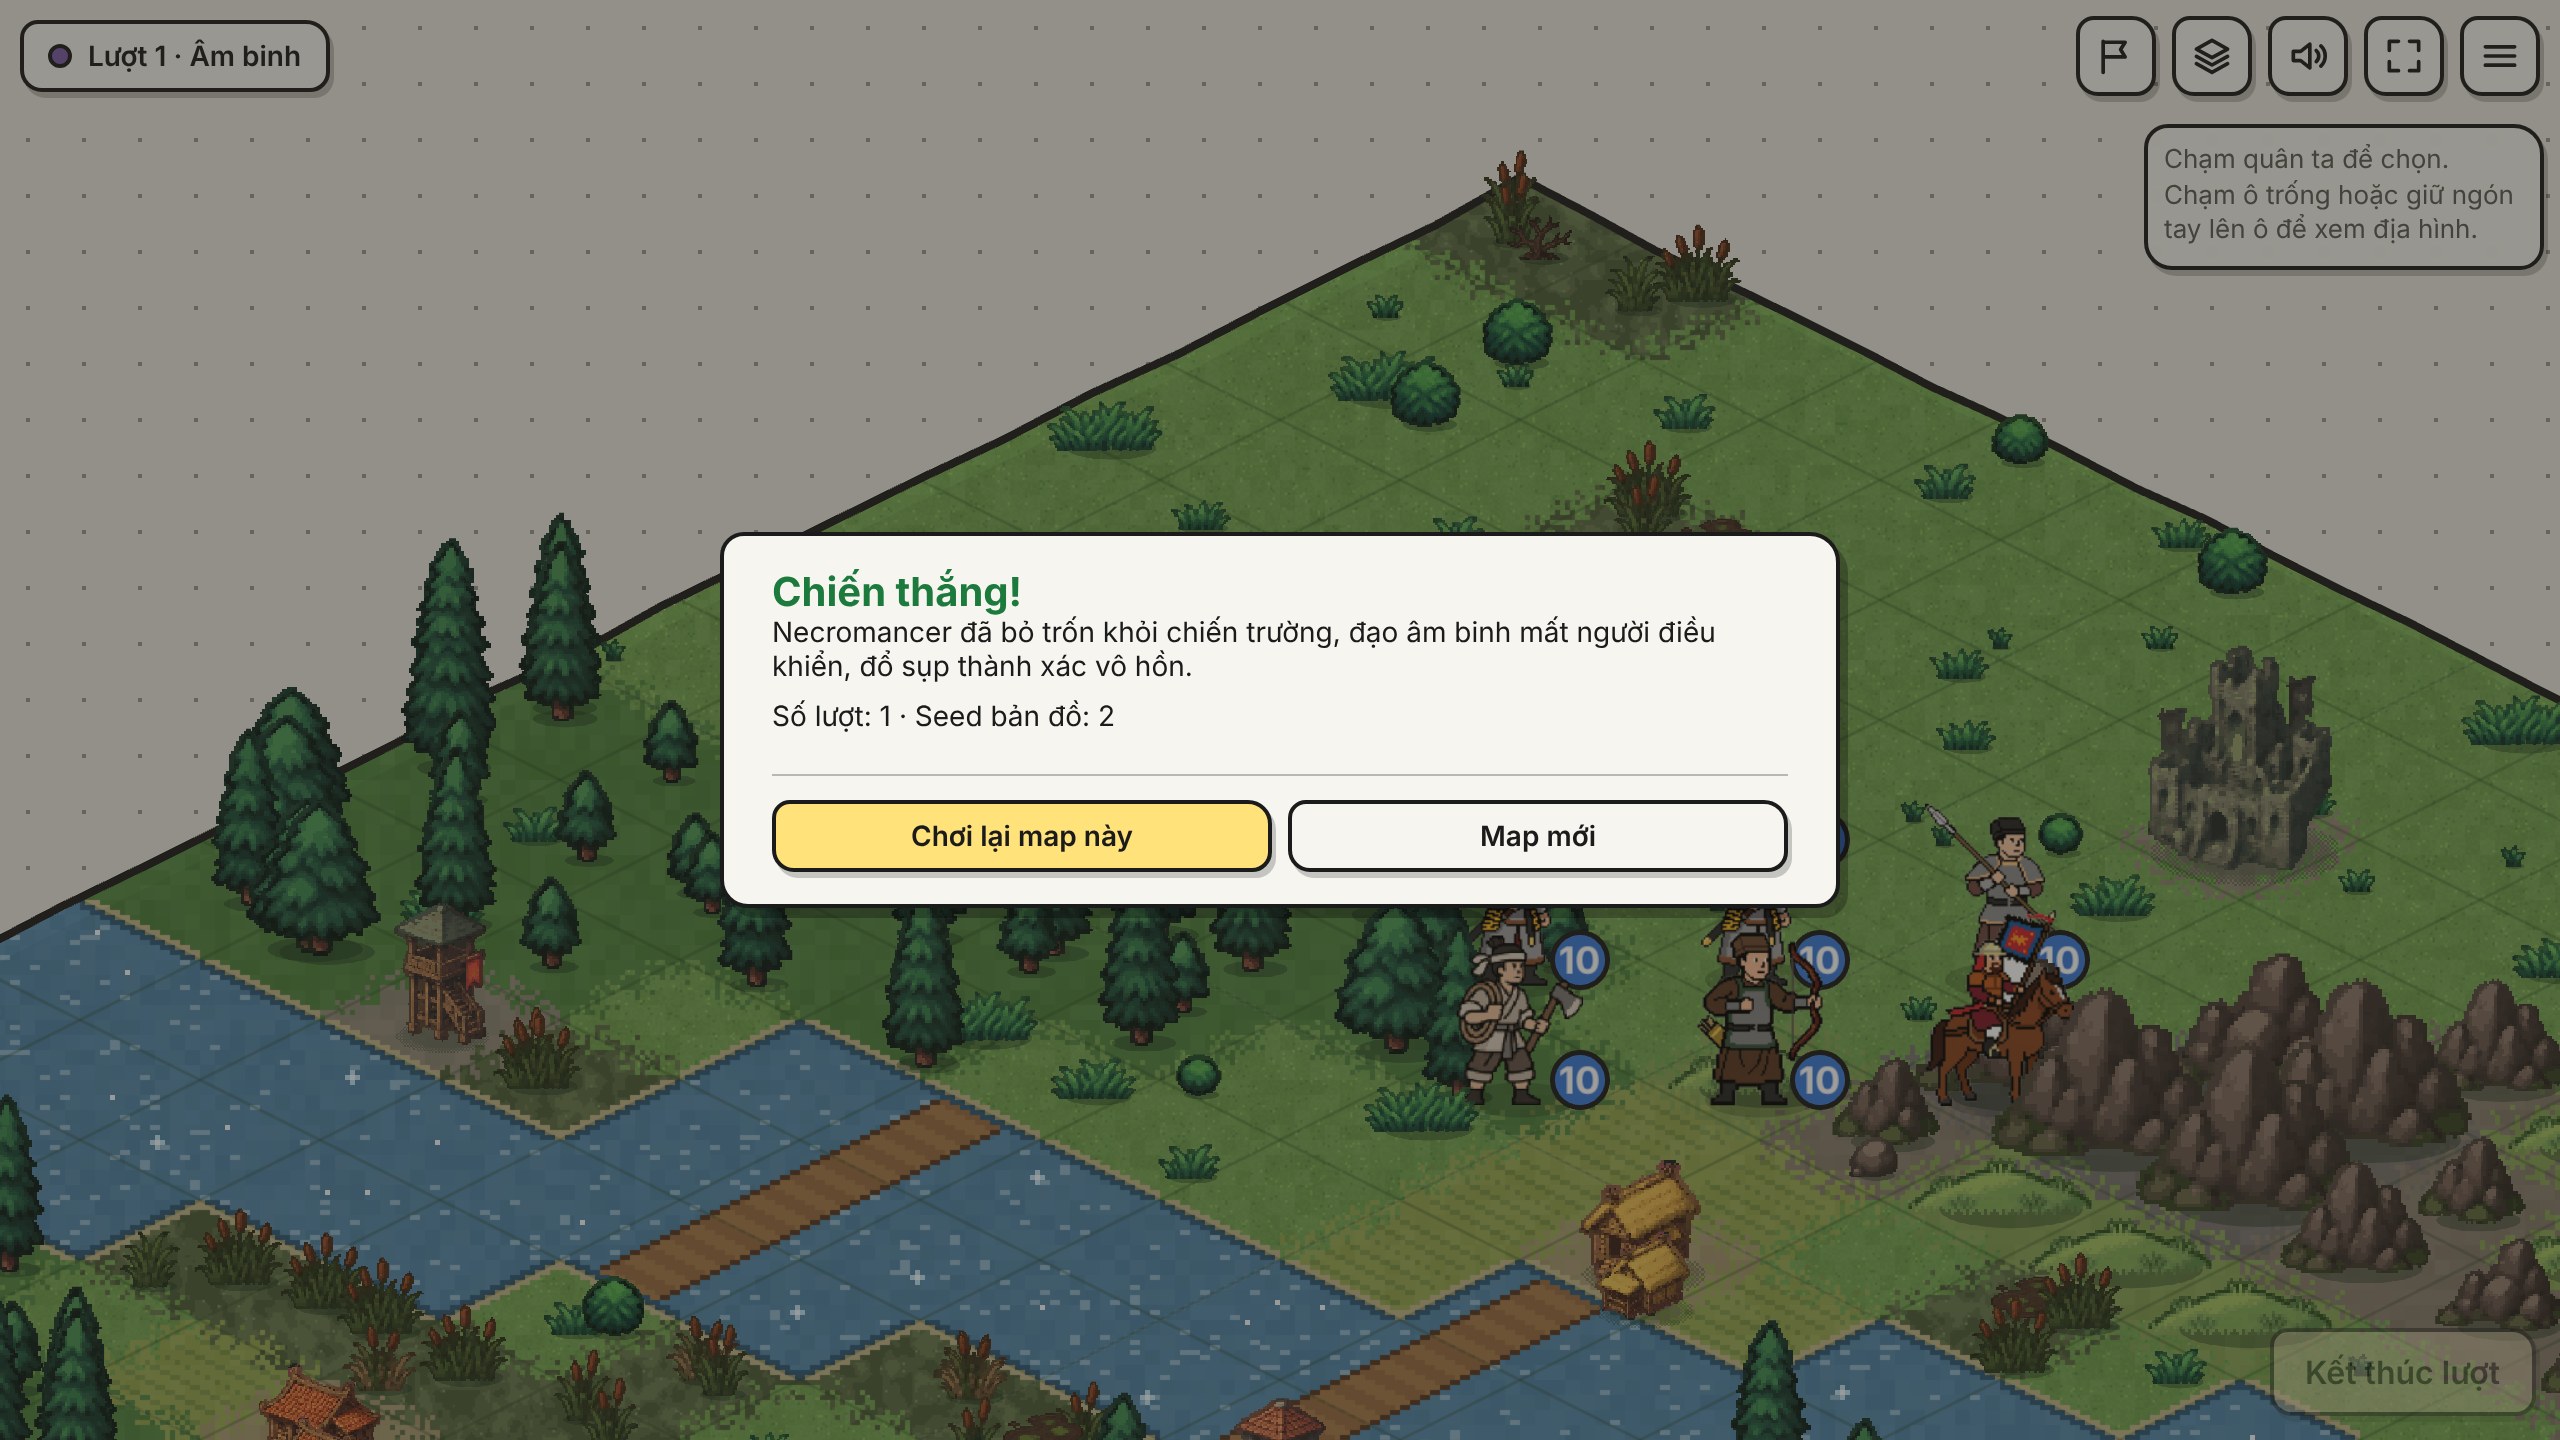 Lượt 1 · Âm binh
Chạm quân ta để chọn.
Chạm ô trống hoặc giữ ngón
tay lên ô để xem địa hình.
Chiến thắng!
Necromancer đã bỏ trốn khỏi chiến trường, đạo âm binh mất người điều
khiển, đổ sụp thành xác vô hồn.
Số lượt: 1 · Seed bản đồ: 2
Chơi lại map này
Map mới
10
10
10
10
10
Kết thúc lượt